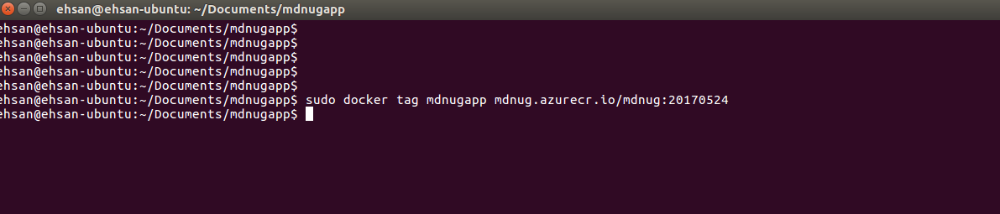 ehsan@ehsan-ubuntu: ~/Documents/mdnugapp
ehsan@ehsan-ubuntu:~/Documents/mdnugapp$
ehsan@ehsan-ubuntu:~/Documents/mdnugapp$
ehsan@ehsan-ubuntu:~/Documents/mdnugapp$
ehsan@ehsan-ubuntu:~/Documents/mdnugapp$
ehsan@ehsan-ubuntu:~/Documents/mdnugapp$
ehsan@ehsan-ubuntu:~/Documents/mdnugapp$ sudo docker tag mdnugapp mdnug.azurecr.io/mdnug:20170524
ehsan@ehsan-ubuntu:~/Documents/mdnugapp$